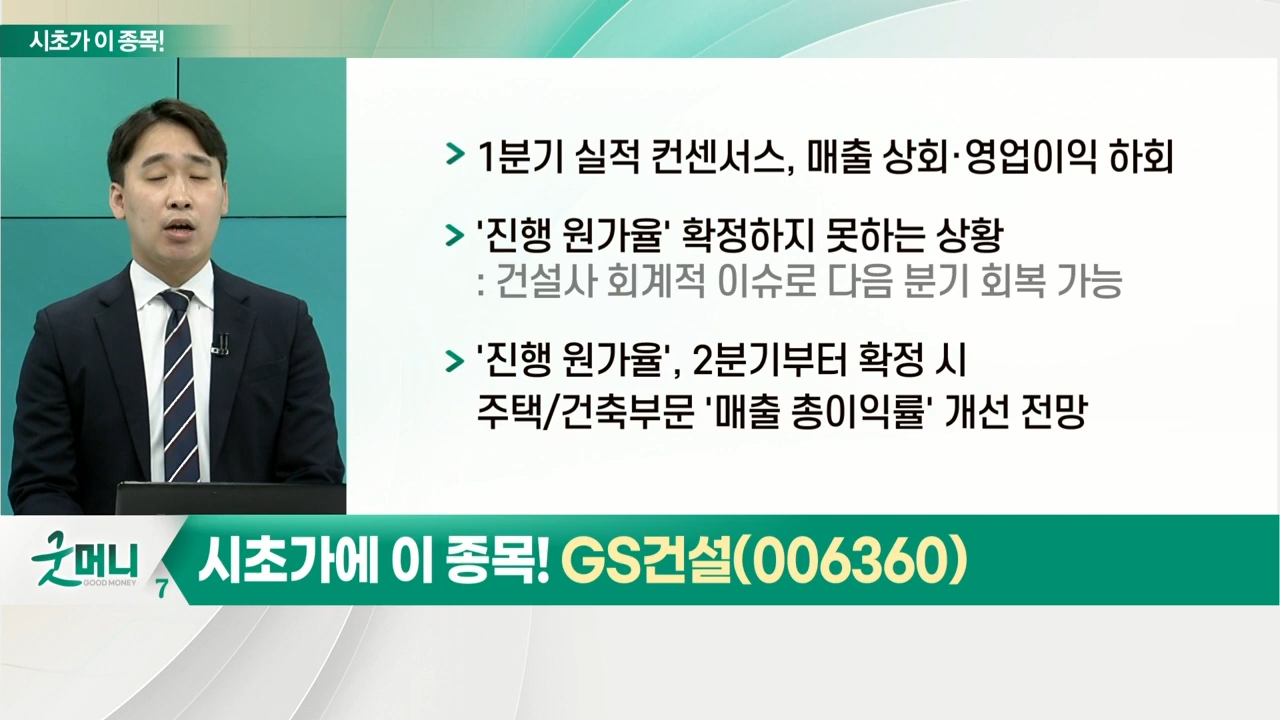 시초가 이 종목!
> 1분기 실적 컨센서스, 매출 상회·영업이익 하회
> '진행 원가율' 확정하지 못하는 상황
: 건설사 회계적 이슈로 다음 분기 회복 가능
> '진행 원가율', 2분기부터 확정 시
주택/건축부문 '매출 총이익률' 개선 전망
굿머니
GOOD MONEY
7
시초가에 이 종목! GS건설(006360)